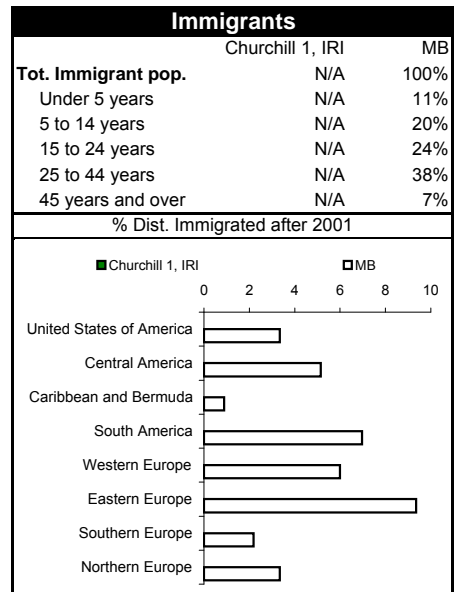 Immigrants
Churchill 1, IRI MB
Tot. Immigrant pop. N/A 100%
Under 5 years N/A 11%
5 to 14 years N/A 20%
15 to 24 years N/A 24%
25 to 44 years N/A 38%
45 years and over N/A 7%
% Dist. Immigrated after 2001
Churchill 1, IRI MB
0 2 4 6 8 10
United States of America
Central America
Caribbean and Bermuda
South America
Western Europe
Eastern Europe
Southern Europe
Northern Europe